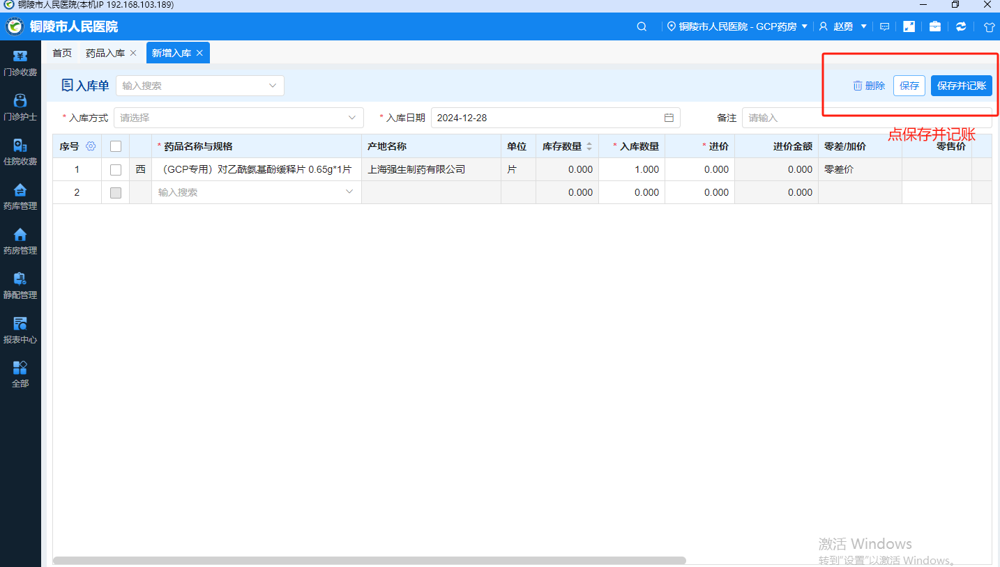 铜陵市人民医院(本机IP 192.168.103.189)
铜陵市人民医院 铜陵市人民医院 - GCP药房 赵勇
首页 药品入库 新增入库
门诊收费
门诊护士
住院收费
药库管理
药房管理
静配管理
报表中心
全部
入库单 输入搜索 删除 保存 保存并记账
* 入库方式 请选择 * 入库日期 2024-12-28 备注 请输入
点保存并记账
序号 * 药品名称与规格 产地名称 单位 库存数量 * 入库数量 * 进价 进价金额 零差/加价 零售价
1 西 （GCP专用）对乙酰氨基酚缓释片 0.65g*1片 上海强生制药有限公司 片 0.000 1.000 0.000 0.000 零差价
2 输入搜索 0.000 0.000 0.000 0.000
激活 Windows
转到“设置”以激活 Windows。